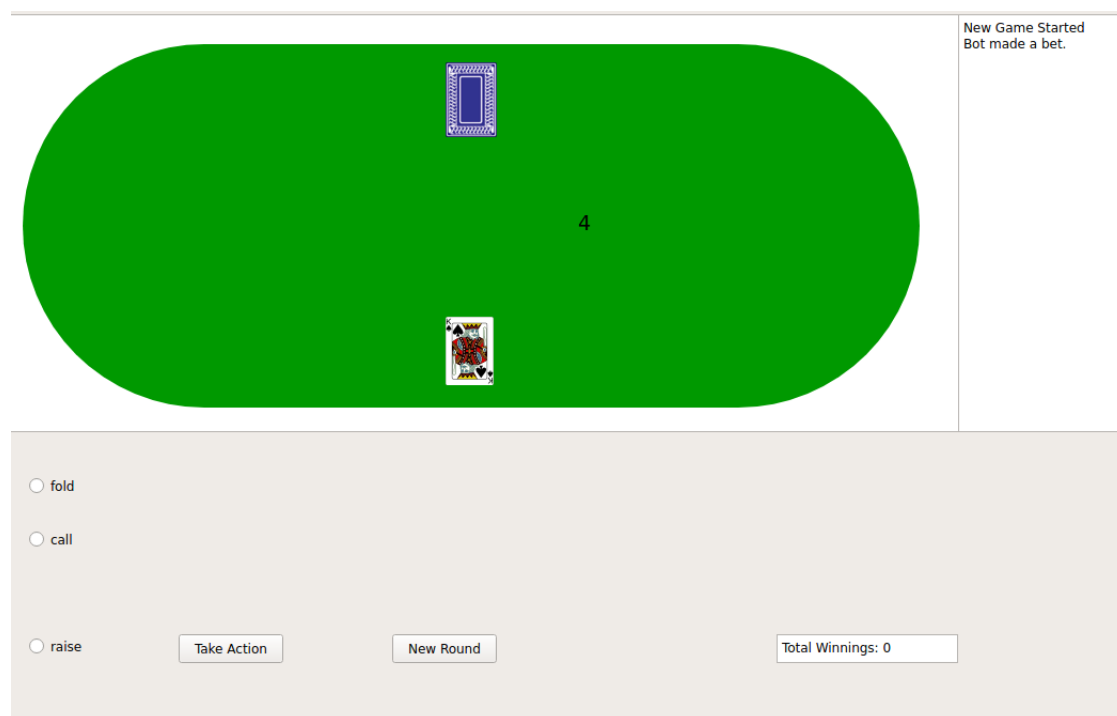 New Game Started
Bot made a bet.
4
K
K
fold
call
raise
Take Action
New Round
Total Winnings: 0